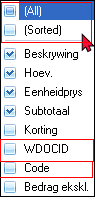 (All)
(Sorted)
Beskrywing
Hoev.
Eenheidprys
Subtotaal
Korting
WDOCID
Code
Bedrag ekskl.